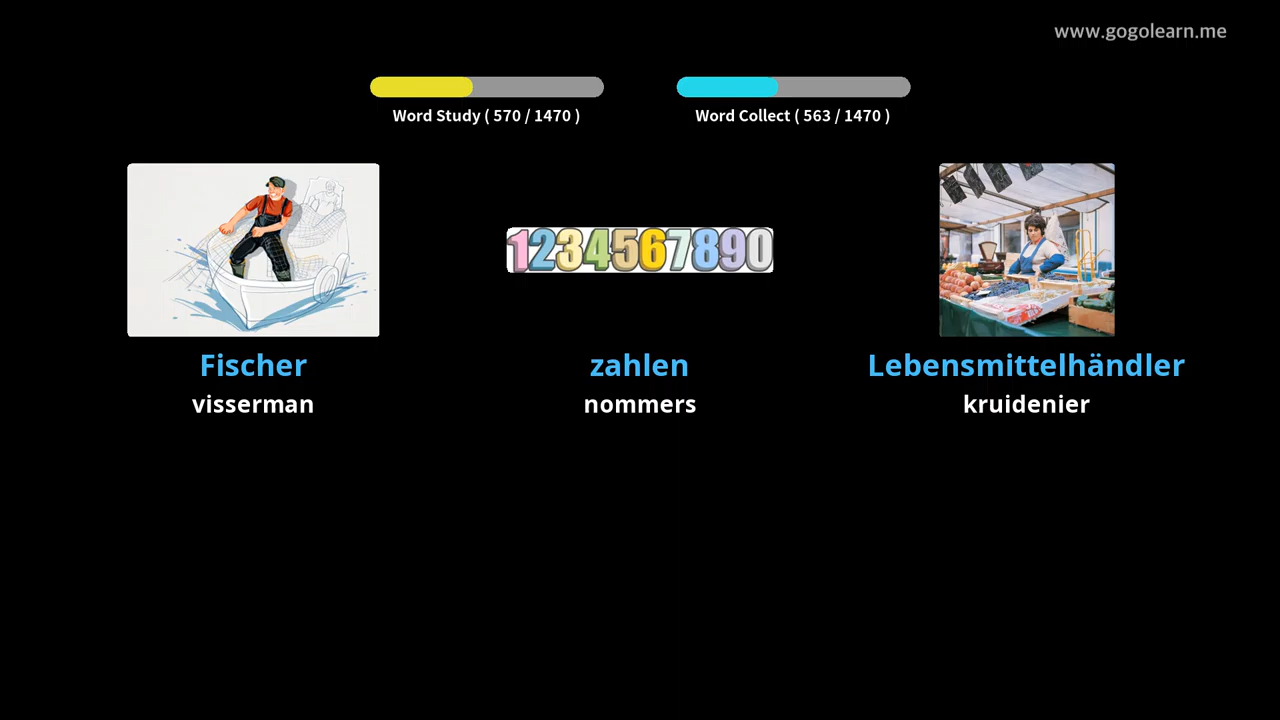 www.gogolearn.me
Word Study ( 570 / 1470 )
Word Collect ( 563 / 1470 )
1234567890
Fischer
zahlen
Lebensmittelhändler
visserman
nommers
kruidenier